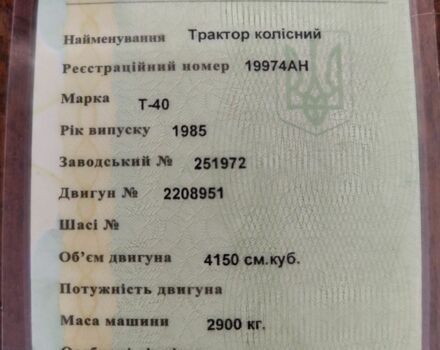 Найменування Трактор колісний
Реєстраційний номер 19974АН
Марка Т-40
Рік випуску 1985
Заводський № 251972
Двигун № 2208951
Шасі №
Об'єм двигуна 4150 см.куб.
Потужність двигуна
Маса машини 2900 кг.